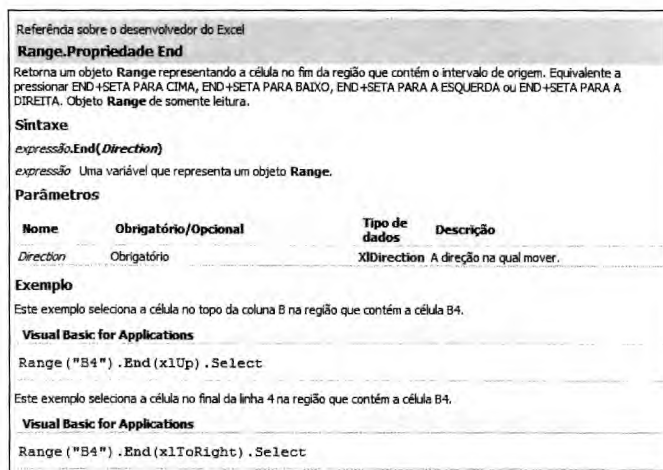 Referência sobre o desenvolvedor do Excel
Range.Propriedade End
Retorna um objeto Range representando a célula no fim da região que contém o intervalo de origem. Equivalente a
pressionar END+SETA PARA CIMA, END+SETA PARA BAIXO, END+SETA PARA A ESQUERDA ou END+SETA PARA A
DIREITA. Objeto Range de somente leitura.
Sintaxe
expressão.End(Direction)
expressão Uma variável que representa um objeto Range.
Parâmetros
Nome Obrigatório/Opcional Tipo de dados Descrição
Direction Obrigatório XlDirection A direção na qual mover.
Exemplo
Este exemplo seleciona a célula no topo da coluna B na região que contém a célula B4.
Visual Basic for Applications
Range("B4").End(xlUp).Select
Este exemplo seleciona a célula no final da linha 4 na região que contém a célula B4.
Visual Basic for Applications
Range("B4").End(xlToRight).Select